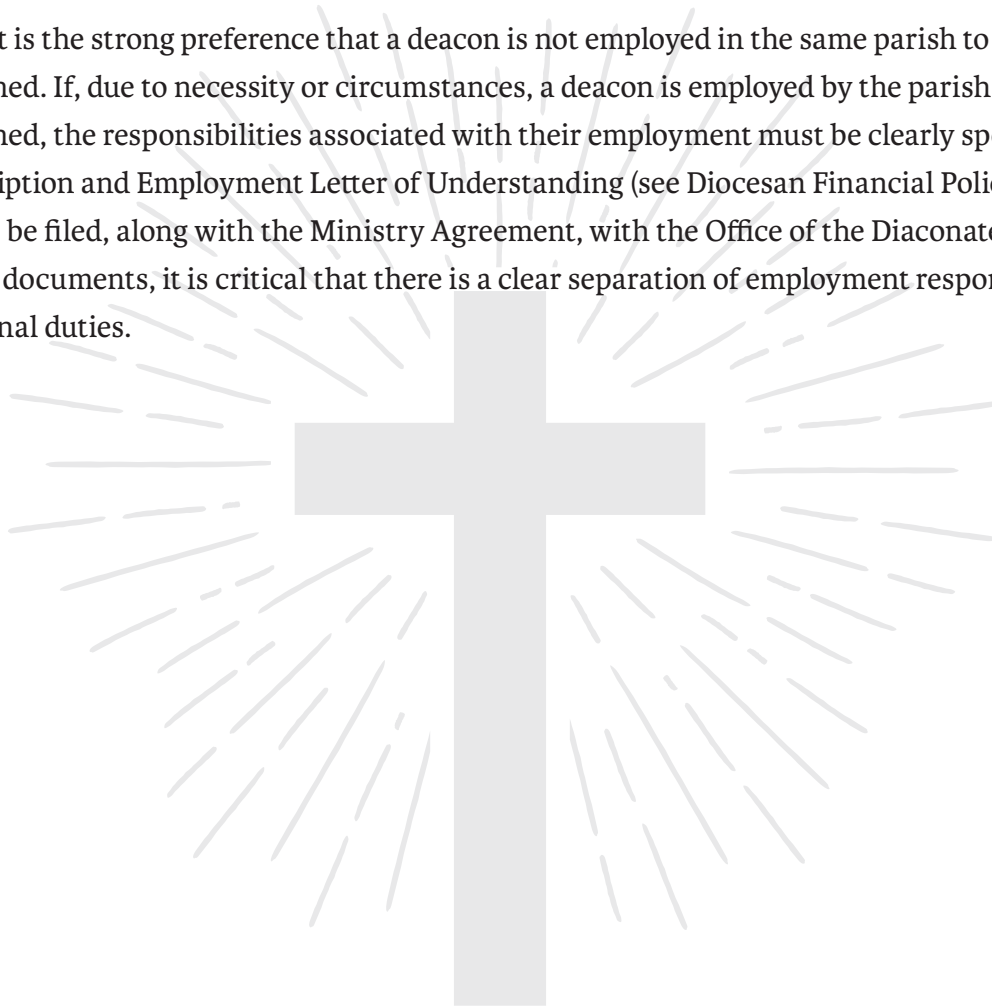 t is the strong preference that a deacon is not employed in the same parish to
ned. If, due to necessity or circumstances, a deacon is employed by the parish
ned, the responsibilities associated with their employment must be clearly sp
iption and Employment Letter of Understanding (see Diocesan Financial Poli
be filed, along with the Ministry Agreement, with the Office of the Diaconat
documents, it is critical that there is a clear separation of employment respon
nal duties.